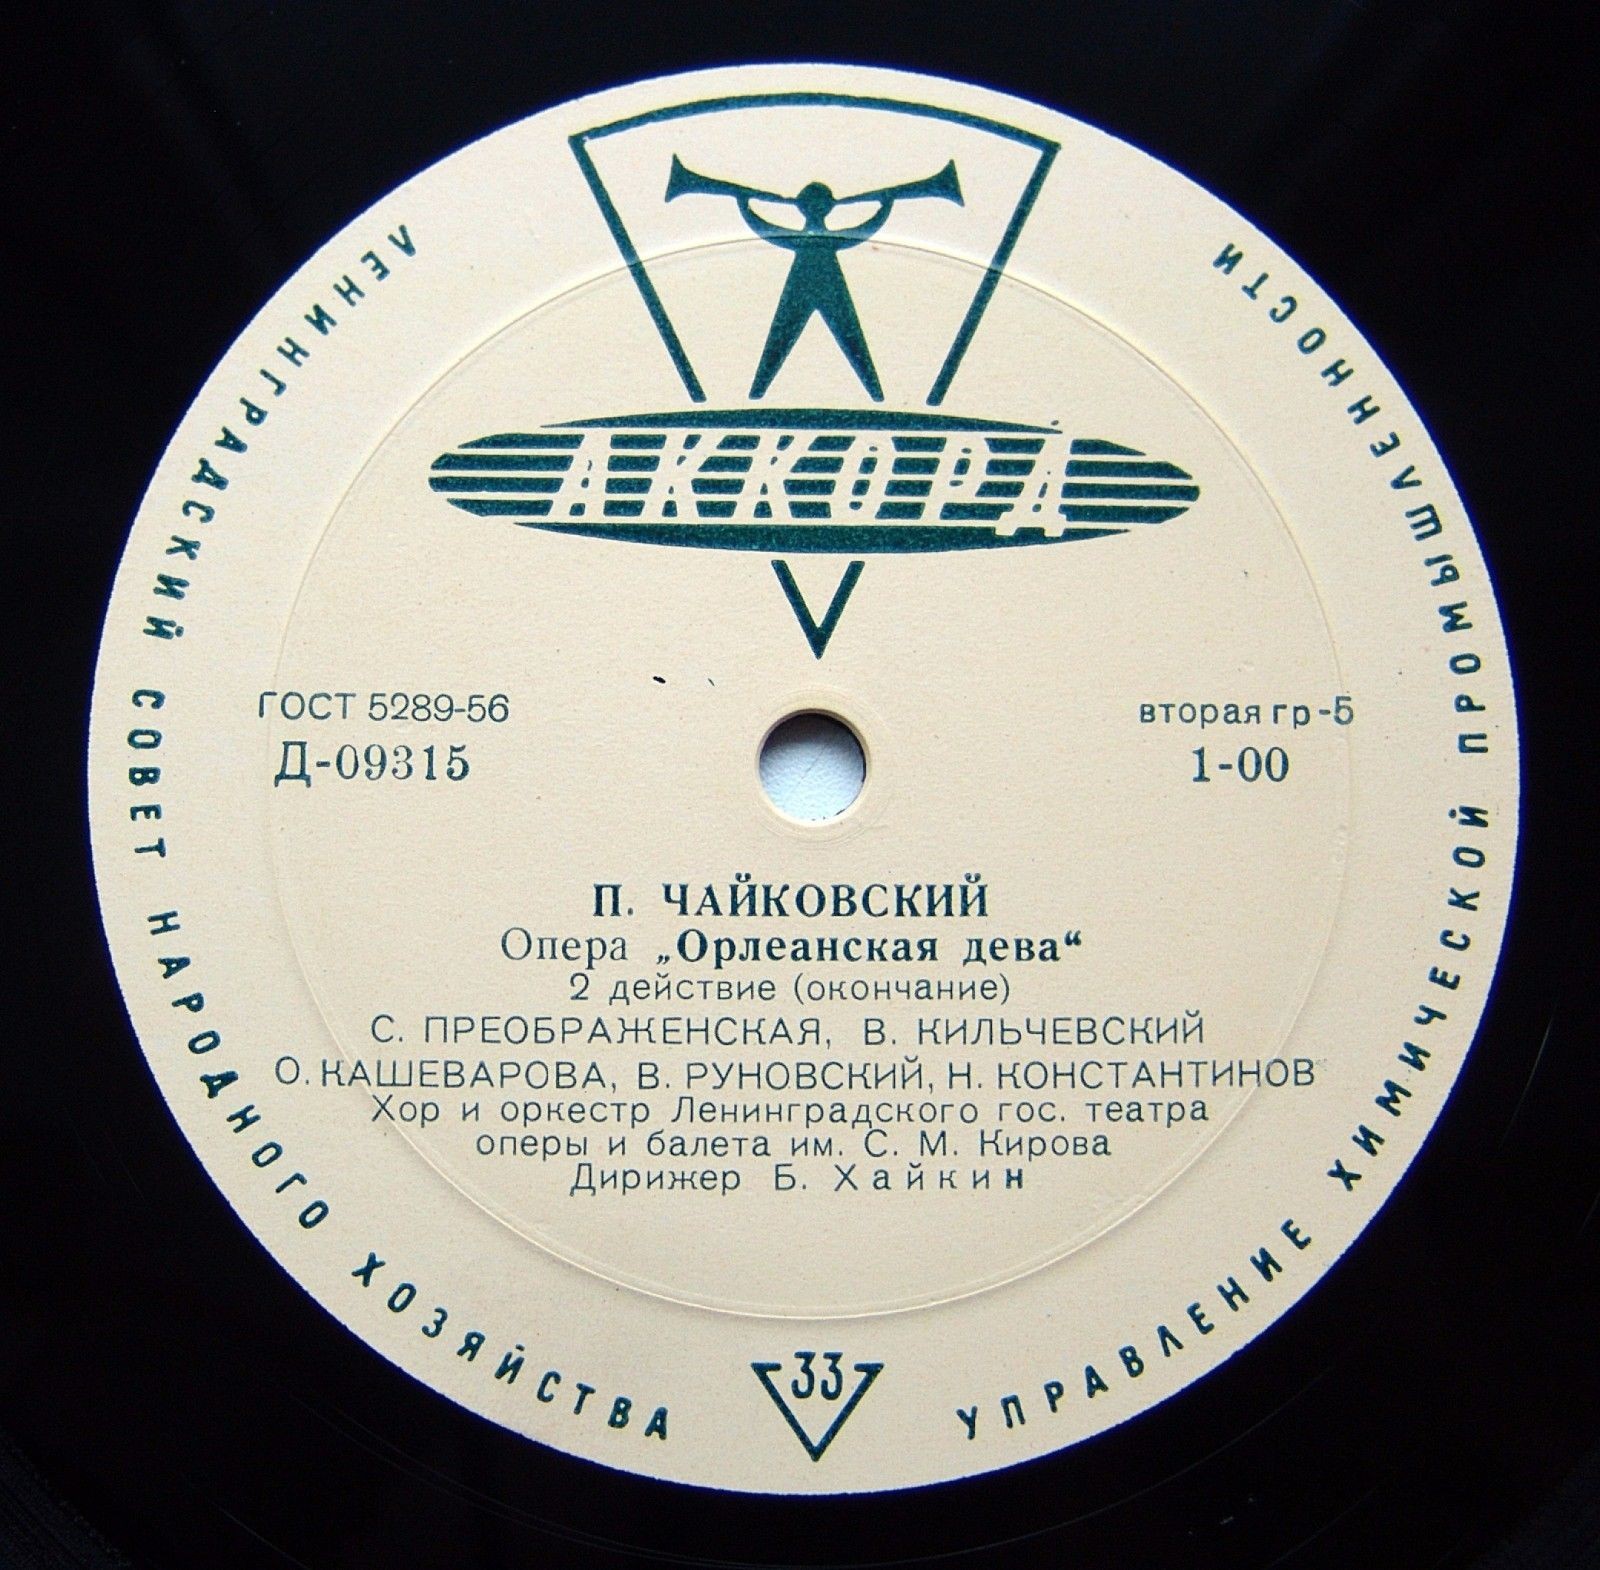 АККОРД
ЛЕНИНГРАДСКИЙ СОВЕТ НАРОДНОГО ХОЗЯЙСТВА
УПРАВЛЕНИЕ ХИМИЧЕСКОЙ ПРОМЫШЛЕННОСТИ
ГОСТ 5289-56
Д-09315
вторая гр-5
1-00
П. ЧАЙКОВСКИЙ
Опера „Орлеанская дева“
2 действие (окончание)
С. ПРЕОБРАЖЕНСКАЯ, В. КИЛЬЧЕВСКИЙ
О. КАШЕВАРОВА, В. РУНОВСКИЙ, Н. КОНСТАНТИНОВ
Хор и оркестр Ленинградского гос. театра
оперы и балета им. С. М. Кирова
Дирижер Б. Хайкин
33